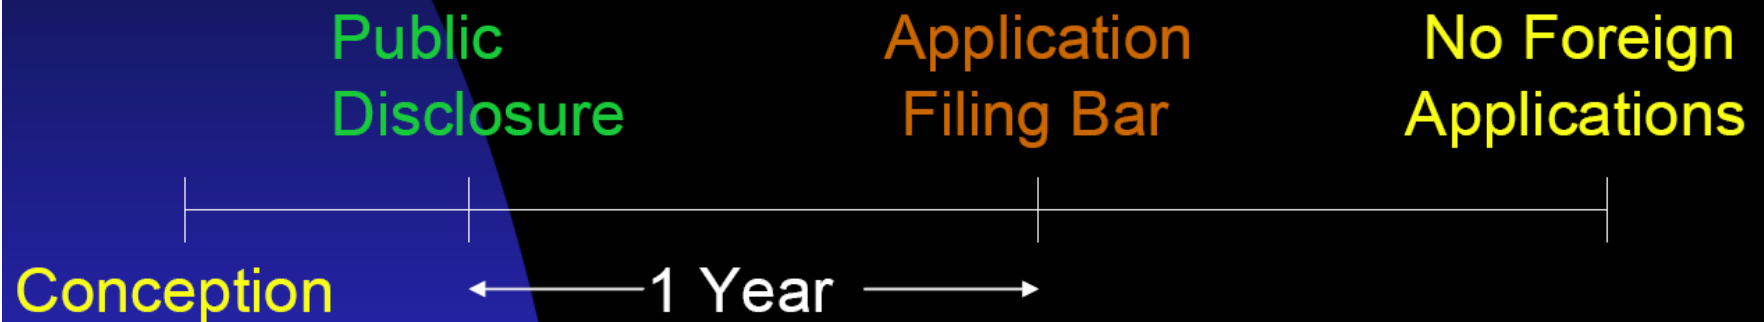 Public
Disclosure
Application
Filing Bar
No Foreign
Applications
Conception
1 Year